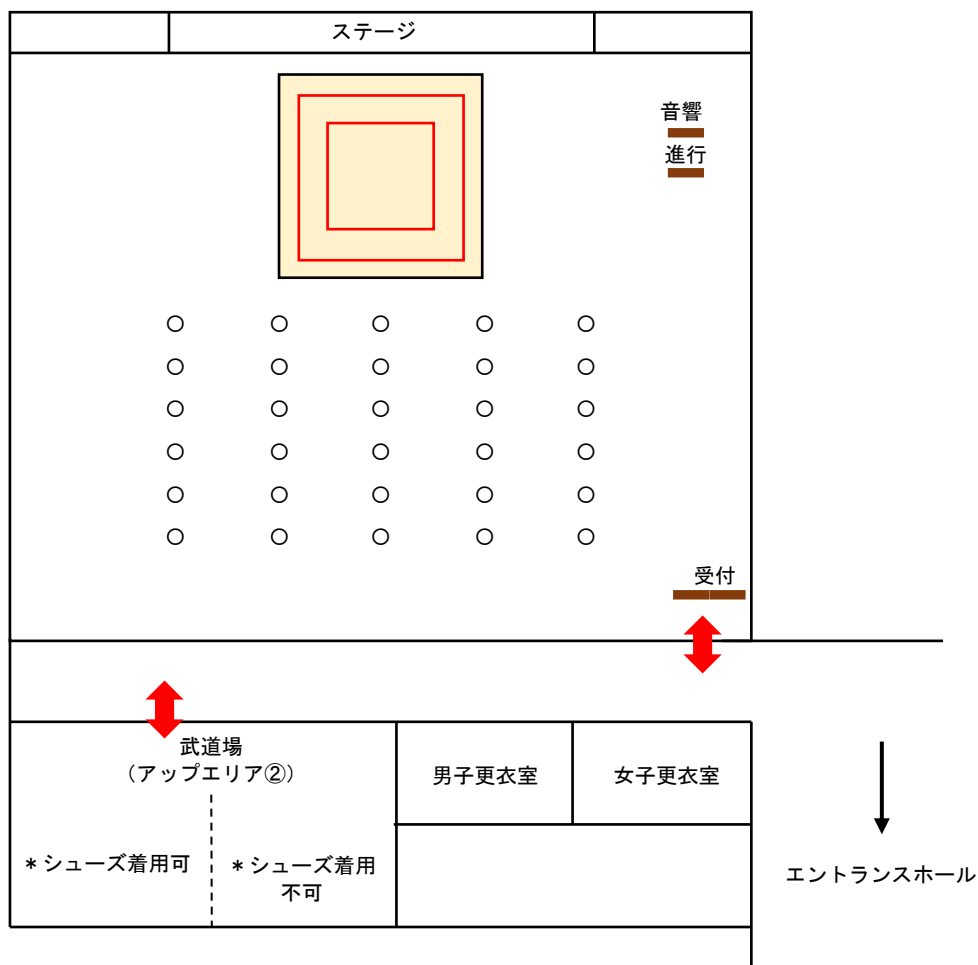 ステージ
音響
進行
受付
武道場
（アップエリア②）
男子更衣室
女子更衣室
＊シューズ着用可
＊シューズ着用
不可
エントランスホール